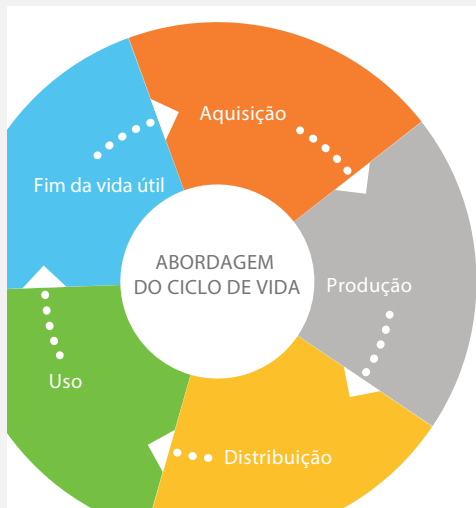 Aquisição
Fim da vida útil
ABORDAGEM
DO CICLO DE VIDA
Produção
Uso
Distribuição